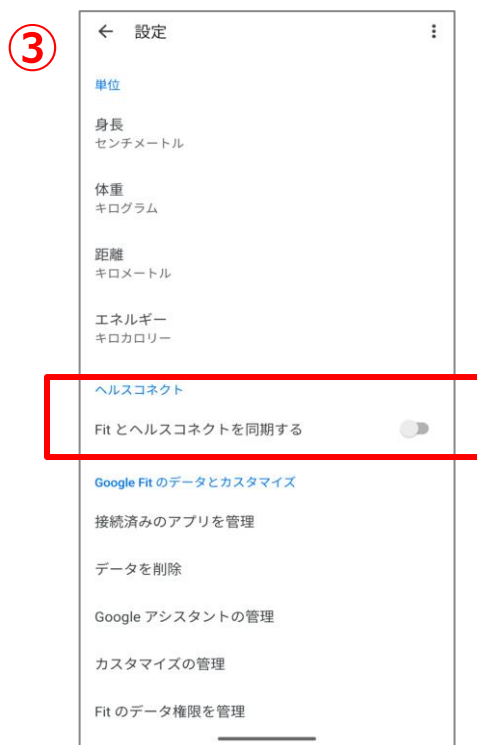 ③
設定
単位
身長
センチメートル
体重
キログラム
距離
キロメートル
エネルギー
キロカロリー
ヘルスコネクト
Fit とヘルスコネクトを同期する
Google Fit のデータとカスタマイズ
接続済みのアプリを管理
データを削除
Google アシスタントの管理
カスタマイズの管理
Fit のデータ権限を管理